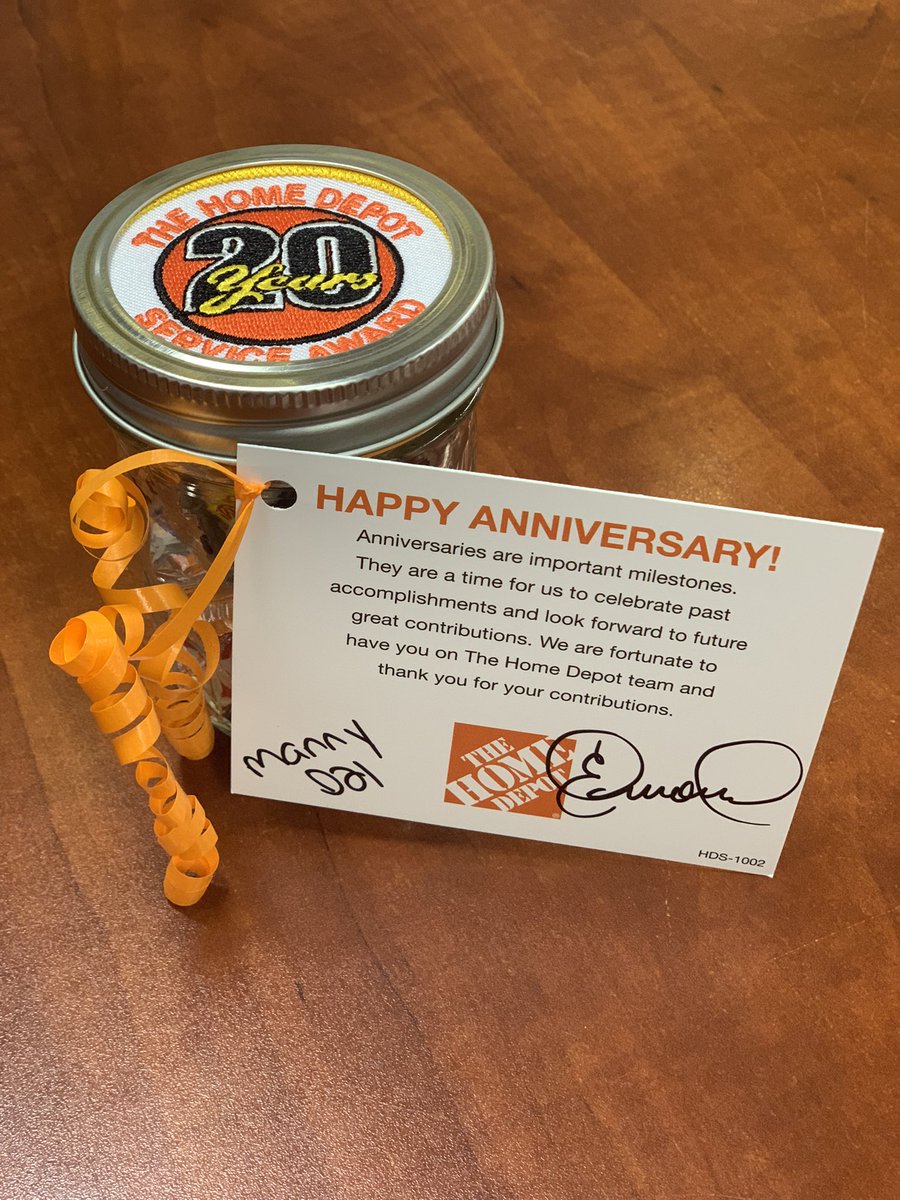 THE HOME DEPOT
20
Years
SERVICE AWARD
HAPPY ANNIVERSARY!
Anniversaries are important milestones.
They are a time for us to celebrate past
accomplishments and look forward to future
great contributions. We are fortunate to
have you on The Home Depot team and
thank you for your contributions.
Manny
Day
THE
HOME
DEPOT
HDS-1002